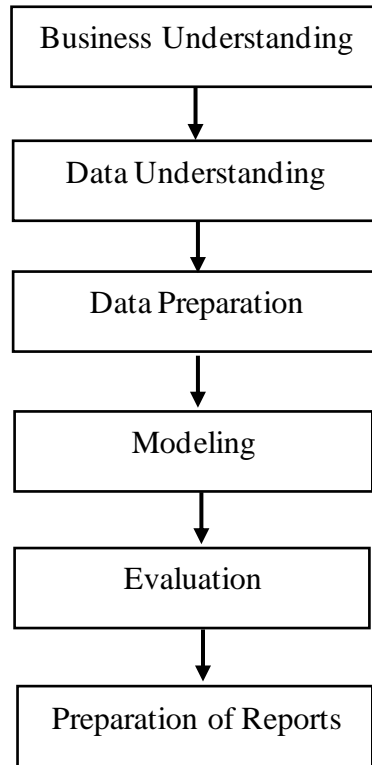 Business Understanding
Data Understanding
Data Preparation
Modeling
Evaluation
Preparation of Reports